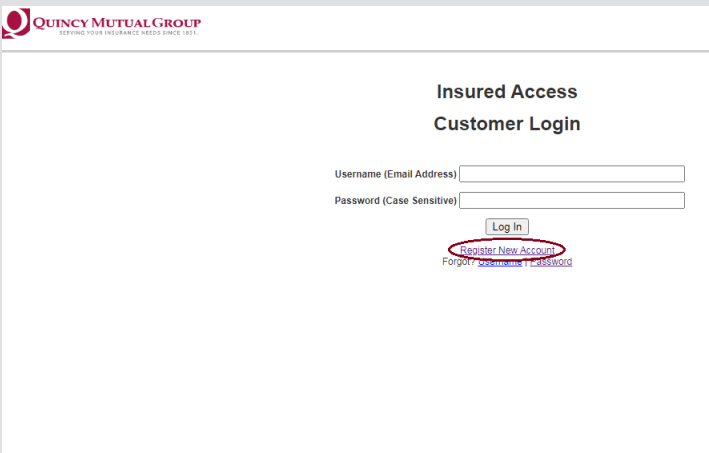 QUINCY MUTUAL GROUP
SERVING YOUR INSURANCE NEEDS SINCE 1851.
Insured Access
Customer Login
Username (Email Address)
Password (Case Sensitive)
Log In
Register New Account
Forgot? Username | Password